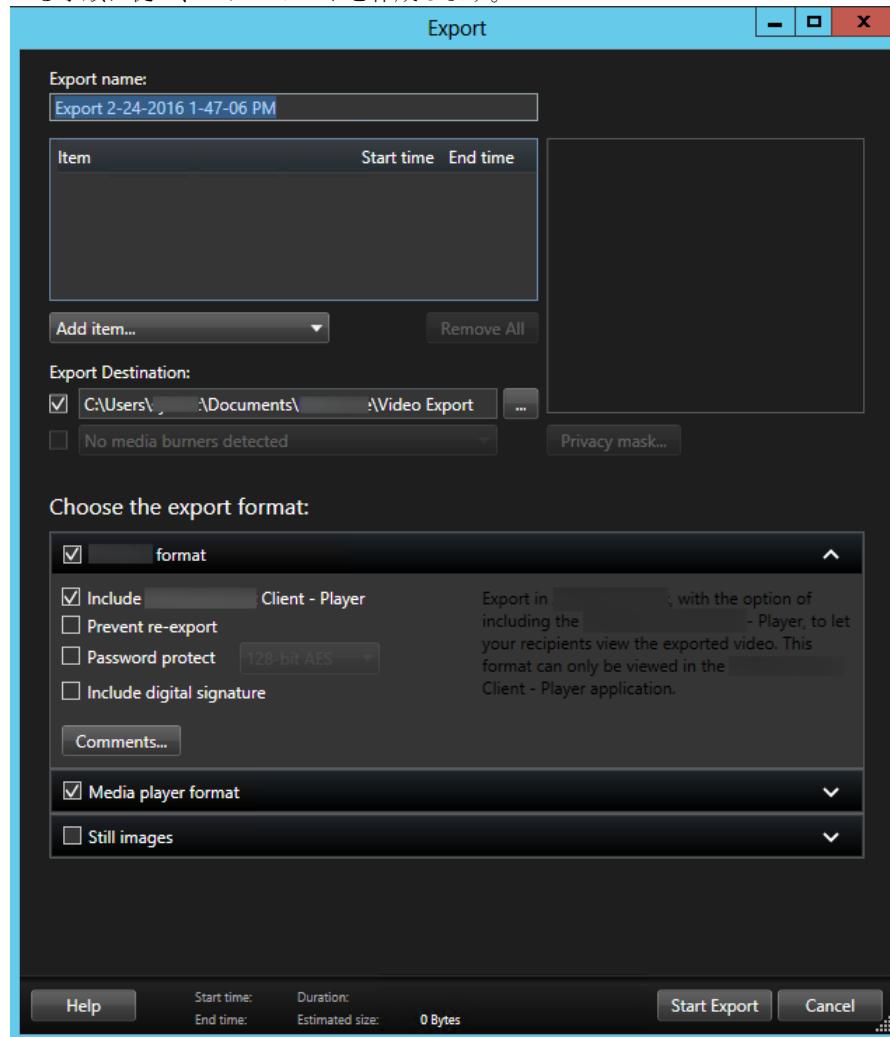 Export
Export name:
Export 2-24-2016 1-47-06 PM
Item Start time End time
Add item... Remove All
Export Destination:
C:\Users\ :\Documents\ :\Video Export ...
No media burners detected Privacy mask...
Choose the export format:
format
Include Client - Player
Prevent re-export
Password protect 128-bit AES
Include digital signature
Export in , with the option of
including the - Player, to let
your recipients view the exported video. This
format can only be viewed in the
Client - Player application.
Comments...
Media player format
Still images
Help
Start time: Duration:
End time: Estimated size: 0 Bytes
Start Export Cancel